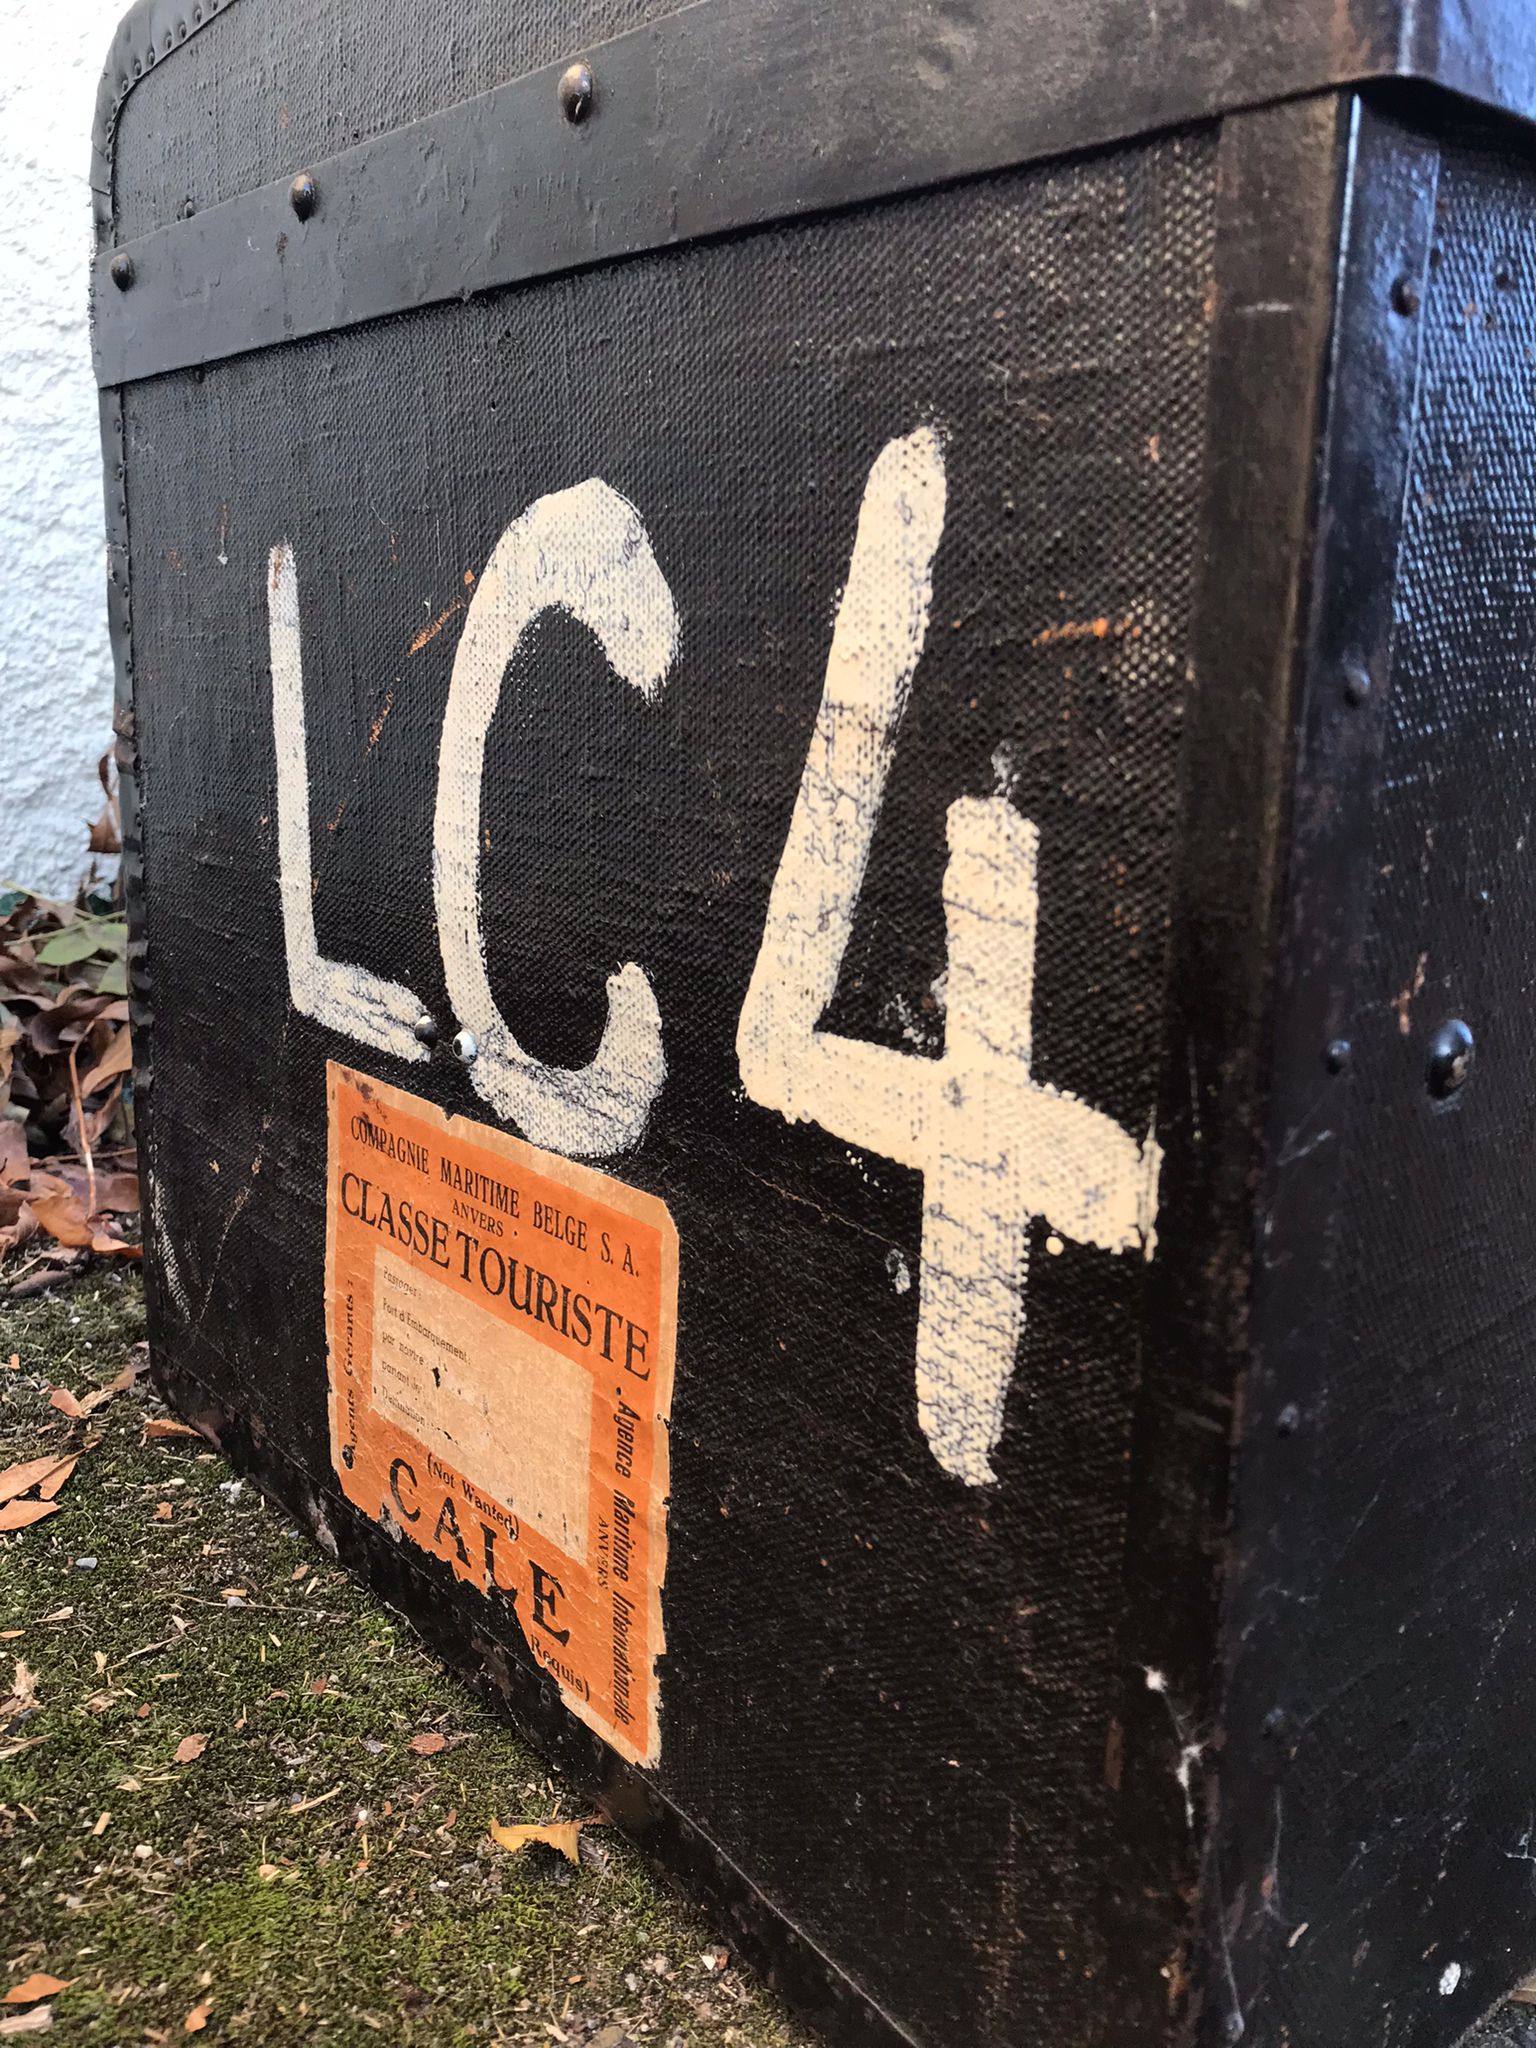 LC4
COMPAGNIE MARITIME BELGE S. A.
ANVERS
CLASSE TOURISTE
Passager:
Port d'Embarquement:
par navire
partant le
Destination
Agents Gérants:
Agence Maritime Internationale
ANVERS
(Not Wanted)
CALE
Requis)